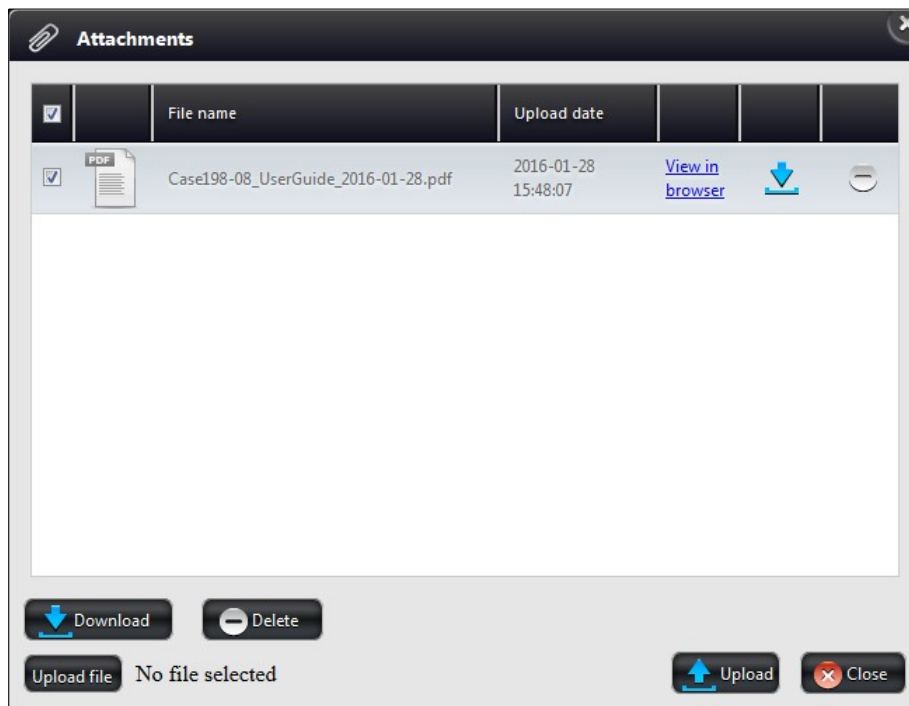 Attachments
File name Upload date
PDF
Case198-08_UserGuide_2016-01-28.pdf
2016-01-28
15:48:07
View in
browser
Download Delete
Upload file No file selected Upload Close